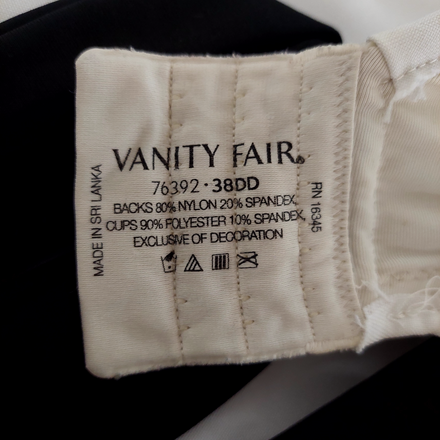 VANITY FAIR®
76392 • 38DD
BACKS 80% NYLON 20% SPANDEX,
CUPS 90% POLYESTER 10% SPANDEX,
EXCLUSIVE OF DECORATION
MADE IN SRI LANKA
RN 16345